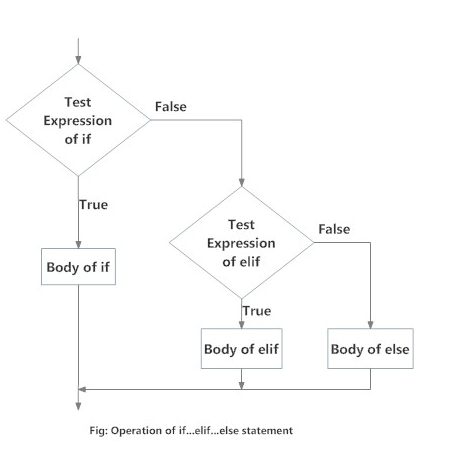 Test
Expression
of if
False
True
Body of if
Test
Expression
of elif
False
True
Body of elif
Body of else
Fig: Operation of if...elif...else statement